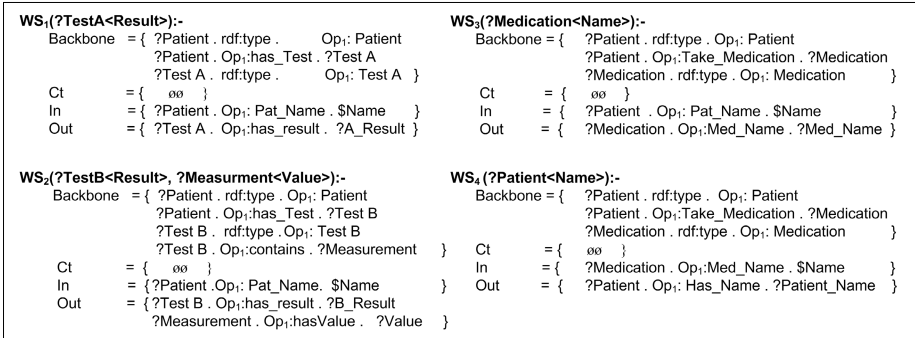 WS₁(?TestA<Result>):-
Backbone = { ?Patient . rdf:type . Op₁: Patient
?Patient . Op₁:has_Test . ?Test A
?Test A . rdf:type . Op₁: Test A }
Ct = { øø }
In = { ?Patient . Op₁: Pat_Name . $Name }
Out = { ?Test A . Op₁:has_result . ?A_Result }
WS₂(?TestB<Result>, ?Measurment<Value>):-
Backbone = { ?Patient . rdf:type . Op₁: Patient
?Patient . Op₁:has_Test . ?Test B
?Test B . rdf:type .Op₁: Test B
?Test B . Op₁:contains . ?Measurement }
Ct = { øø }
In = {?Patient .Op₁: Pat_Name. $Name }
Out = {?Test B . Op₁:has_result . ?B_Result
?Measurement . Op₁:hasValue . ?Value }
WS₃(?Medication<Name>):-
Backbone = { ?Patient . rdf:type . Op₁: Patient
?Patient . Op₁:Take_Medication . ?Medication
?Medication . rdf:type . Op₁: Medication }
Ct = { øø }
In = { ?Patient . Op₁: Pat_Name . $Name }
Out = { ?Medication . Op₁:Med_Name . ?Med_Name }
WS₄ (?Patient<Name>):-
Backbone = { ?Patient . rdf:type . Op₁: Patient
?Patient . Op₁:Take_Medication . ?Medication
?Medication . rdf:type . Op₁: Medication }
Ct = { øø }
In = { ?Medication . Op₁:Med_Name . $Name }
Out = { ?Patient . Op₁: Has_Name . ?Patient_Name }